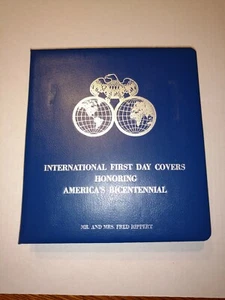 INTERNATIONAL FIRST DAY COVERS
HONORING
AMERICA'S BICENTENNIAL
MR. AND MRS. FRED RIPPERT